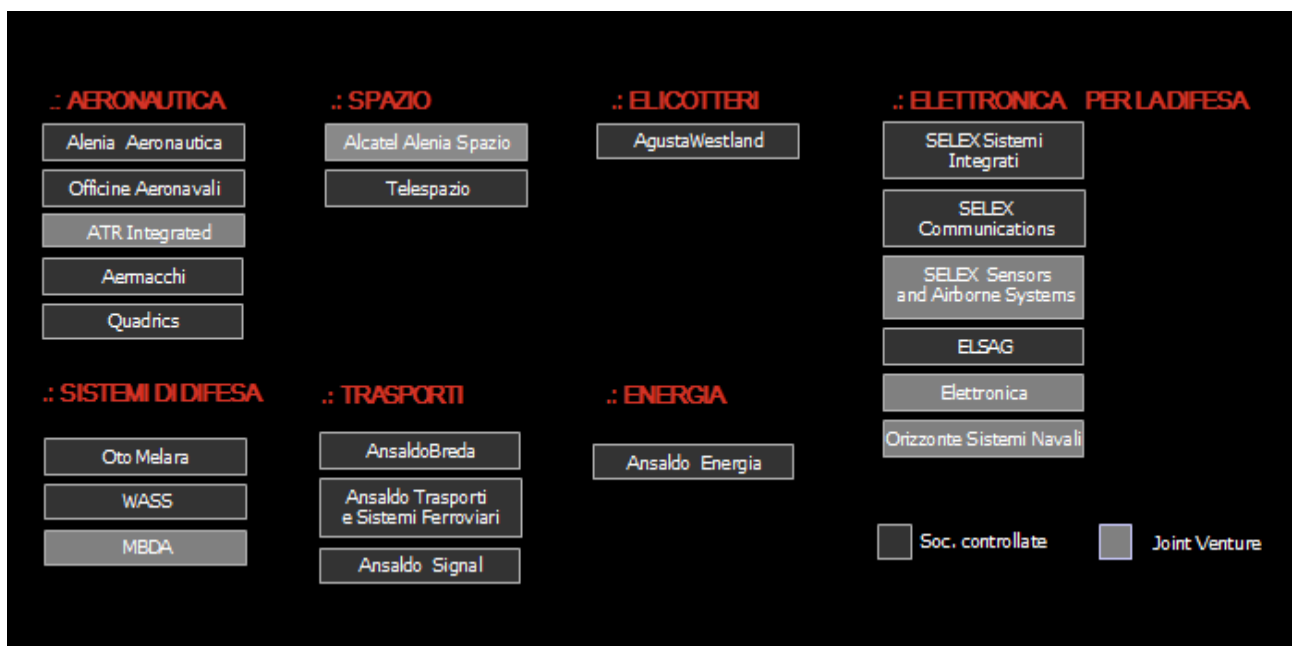 .: AERONAUTICA
Alenia Aeronautica
Officine Aeronavali
ATR Integrated
Aermacchi
Quadrics
.: SPAZIO
Alcatel Alenia Spazio
Telespazio
.: ELICOTTERI
AgustaWestland
.: ELETTRONICA PER LA DIFESA
SELEX Sistemi
Integrati
SELEX
Communications
SELEX Sensors
and Airborne Systems
ELSAG
Elettronica
Orizzonte Sistemi Navali
.: SISTEMI DI DIFESA
Oto Melara
WASS
MBDA
.: TRASPORTI
AnsaldoBreda
Ansaldo Trasporti
e Sistemi Ferroviari
Ansaldo Signal
.: ENERGIA
Ansaldo Energia
Soc. controllate
Joint Venture